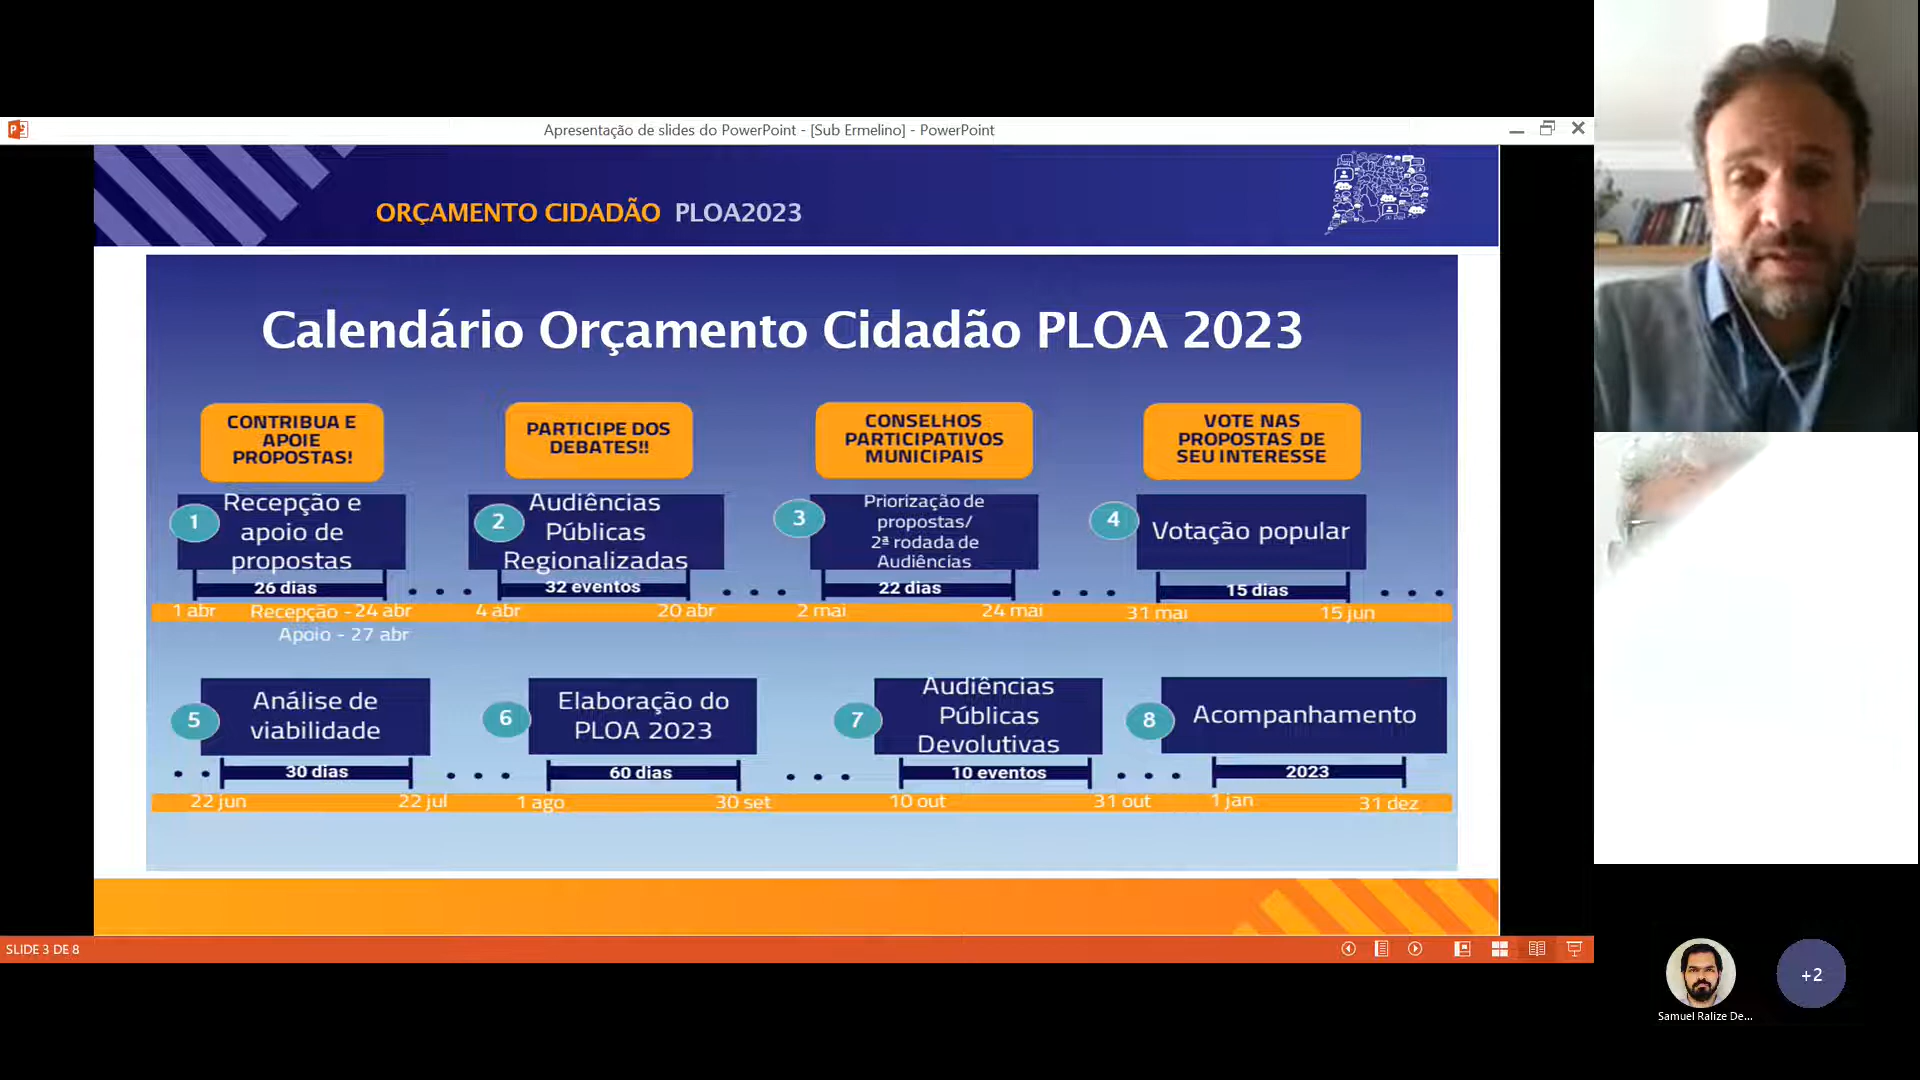 Apresentação de slides do PowerPoint - [Sub Ermelino] - PowerPoint
ORÇAMENTO CIDADÃO PLOA2023
Calendário Orçamento Cidadão PLOA 2023
CONTRIBUA E
APOIE
PROPOSTAS!
PARTICIPE DOS
DEBATES!!
CONSELHOS
PARTICIPATIVOS
MUNICIPAIS
VOTE NAS
PROPOSTAS DE
SEU INTERESSE
1
Recepção e
apoio de
propostas
2
Audiências
Públicas
Regionalizadas
3
Priorização de
propostas/
2ª rodada de
Audiências
4
Votação popular
26 dias
32 eventos
22 dias
15 dias
1 abr
Recepção - 24 abr
4 abr
20 abr
2 mai
24 mai
31 mai
15 jun
Apoio - 27 abr
5
Análise de
viabilidade
6
Elaboração do
PLOA 2023
7
Audiências
Públicas
Devolutivas
8
Acompanhamento
30 dias
60 dias
10 eventos
2023
22 jun
22 jul
1 ago
30 set
10 out
31 out
1 jan
31 dez
SLIDE 3 DE 8
+2
Samuel Ralize De...